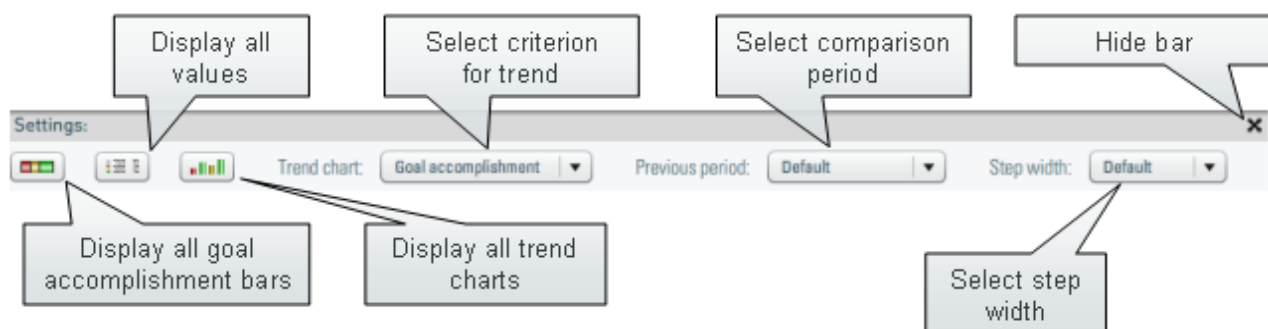 Display all
values
Select criterion
for trend
Select comparison
period
Hide bar
Settings:
Trend chart: Goal accomplishment Previous period: Default Step width: Default
Display all goal
accomplishment bars
Display all trend
charts
Select step
width